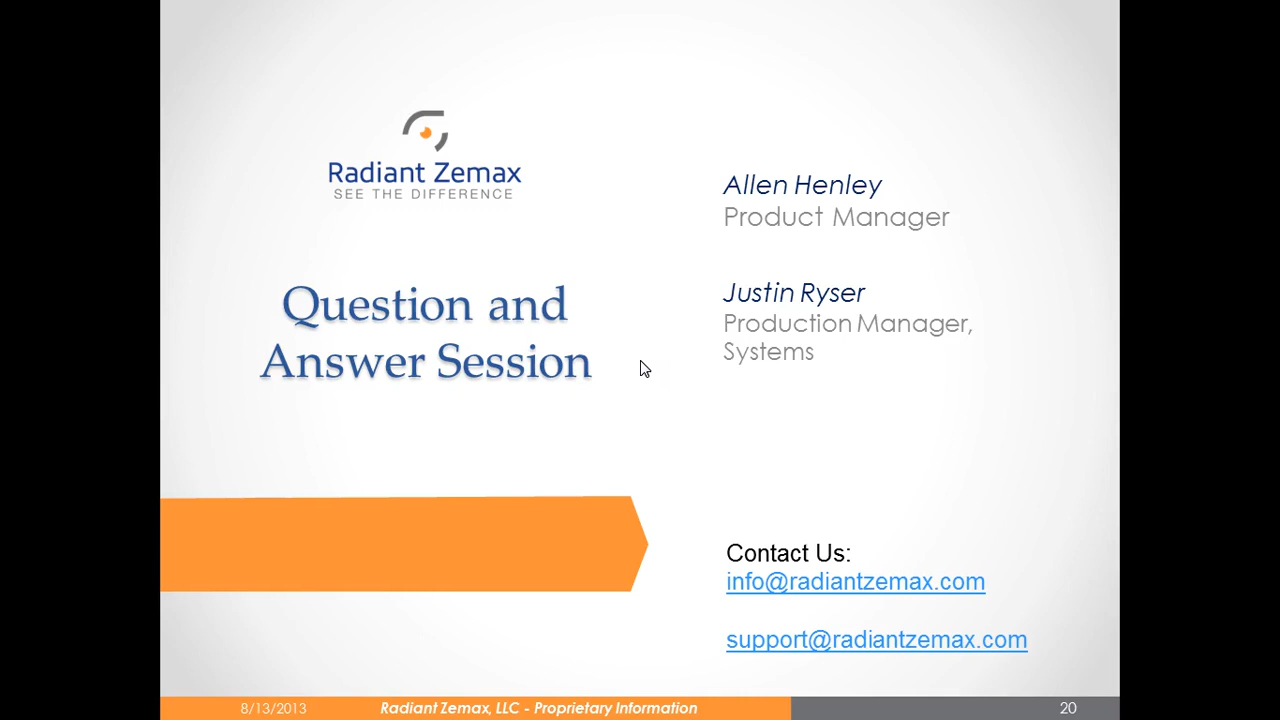 Radiant Zemax
SEE THE DIFFERENCE
Question and
Answer Session
Allen Henley
Product Manager
Justin Ryser
Production Manager,
Systems
Contact Us:
info@radiantzemax.com
support@radiantzemax.com
8/13/2013
Radiant Zemax, LLC - Proprietary Information
20